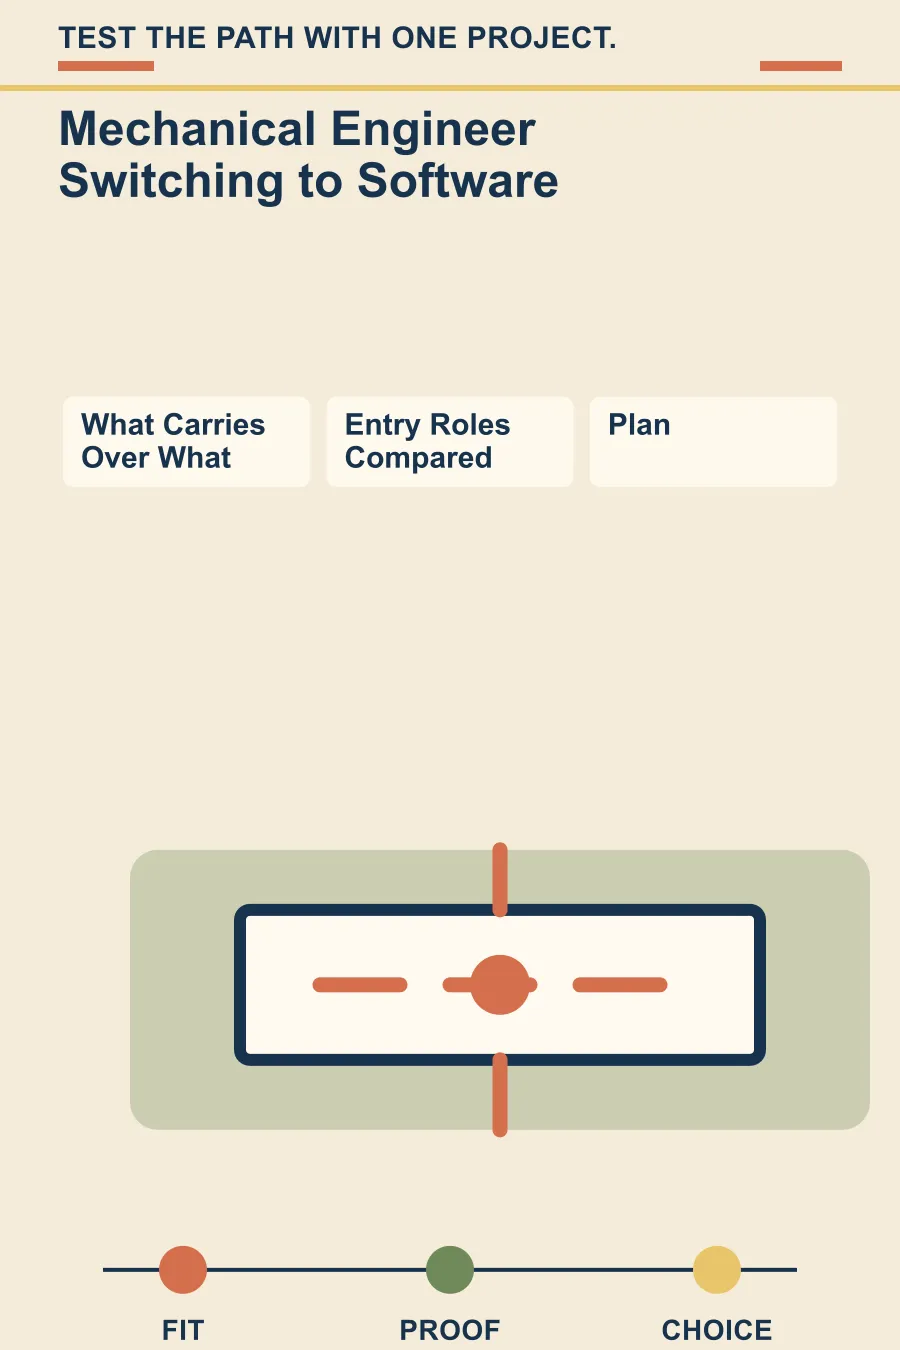 TEST THE PATH WITH ONE PROJECT.
Mechanical Engineer
Switching to Software
What Carries
Over What
Entry Roles
Compared
Plan
FIT
PROOF
CHOICE